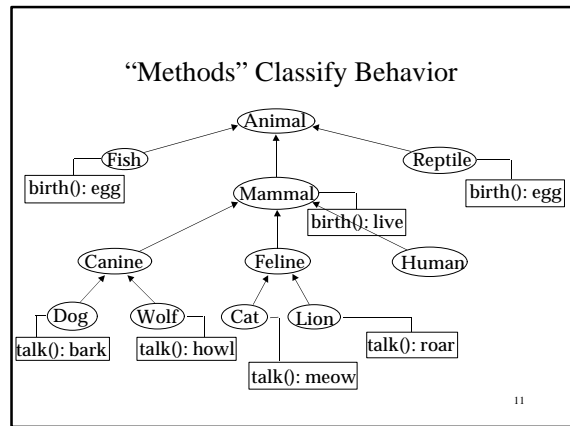 “Methods” Classify Behavior
Animal
Fish
Reptile
birth(): egg
Mammal
birth(): egg
birth(): live
Canine
Feline
Human
Dog
Wolf
Cat
Lion
talk(): bark
talk(): howl
talk(): roar
talk(): meow
11